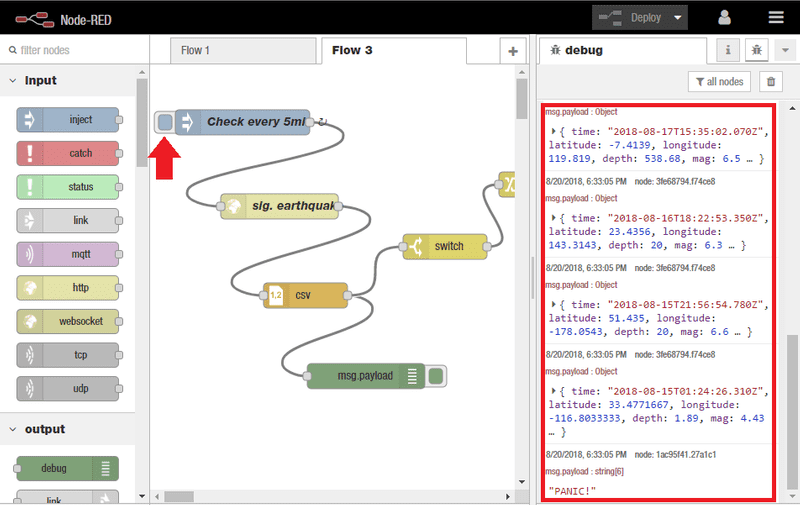 Node-RED
Deploy
filter nodes
Flow 1
Flow 3
debug
all nodes
Input
inject
catch
status
link
mqtt
http
websocket
tcp
udp
output
debug
link
Check every 5mi
sig. earthquak
switch
1,2
csv
msg.payload
msg.payload : Object
{ time: "2018-08-17T15:35:02.070Z",
latitude: -7.4139, longitude:
119.819, depth: 538.68, mag: 6.5 … }
8/20/2018, 6:33:05 PM node: 3fe68794.f74ce8
msg.payload : Object
{ time: "2018-08-16T18:22:53.350Z",
latitude: 23.4356, longitude:
143.3143, depth: 20, mag: 6.3 … }
8/20/2018, 6:33:05 PM node: 3fe68794.f74ce8
msg.payload : Object
{ time: "2018-08-15T21:56:54.780Z",
latitude: 51.435, longitude:
-178.0543, depth: 20, mag: 6.6 … }
8/20/2018, 6:33:05 PM node: 3fe68794.f74ce8
msg.payload : Object
{ time: "2018-08-15T01:24:26.310Z",
latitude: 33.4771667, longitude:
-116.8033333, depth: 1.89, mag: 4.43
… }
8/20/2018, 6:33:05 PM node: 1ac95f41.27a1c1
msg.payload : string[6]
"PANIC!"